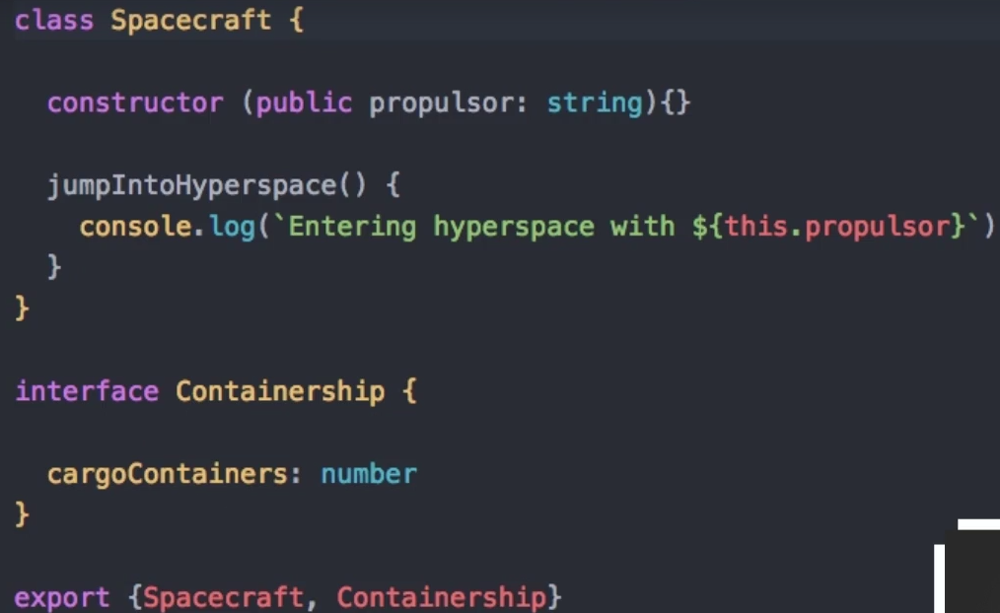 class Spacecraft {
constructor (public propulsor: string){}
jumpIntoHyperspace() {
console.log(`Entering hyperspace with ${this.propulsor}`)
}
}
interface Containership {
cargoContainers: number
}
export {Spacecraft, Containership}